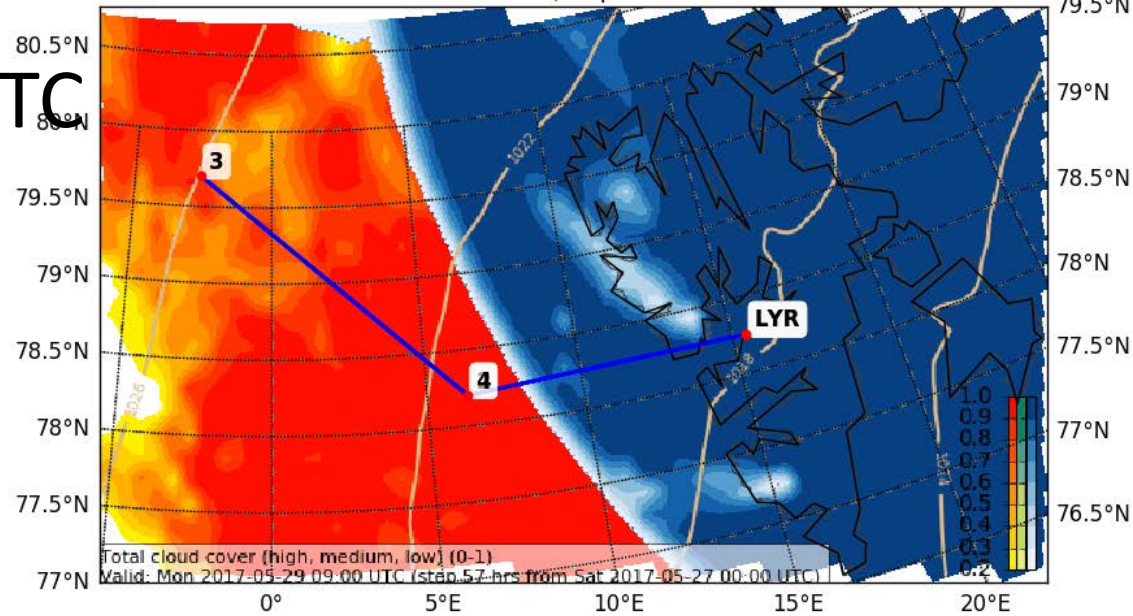 79.5°N
80.5°N
TC
79°N
80°N
3
1022
78.5°N
79.5°N
78°N
79°N
LYR
77.5°N
78.5°N
4
1018
1026
1.0
0.9
77°N
78°N
0.8
0.7
0.6
77.5°N
0.5
76.5°N
0.4
0.3
0.2
Total cloud cover (high, medium, low) (0-1)
Valid: Mon 2017-05-29 09:00 UTC (step 57 hrs from Sat 2017-05-27 00:00 UTC)
77°N
0°
5°E
10°E
15°E
20°E